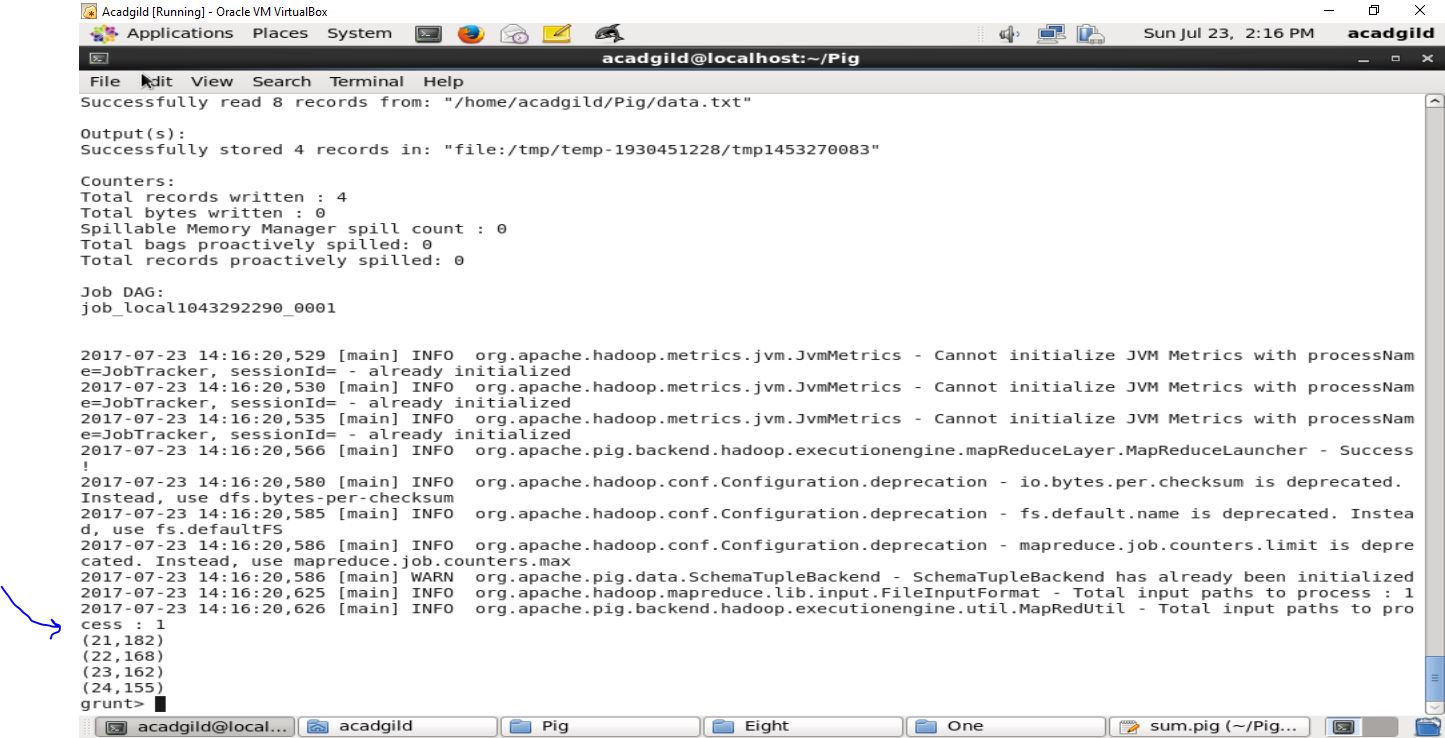 Acadgild [Running] - Oracle VM VirtualBox
Applications Places System Sun Jul 23, 2:16 PM acadgild
acadgild@localhost:~/Pig
File Edit View Search Terminal Help
Successfully read 8 records from: "/home/acadgild/Pig/data.txt"
Output(s):
Successfully stored 4 records in: "file:/tmp/temp-1930451228/tmp1453270083"
Counters:
Total records written : 4
Total bytes written : 0
Spillable Memory Manager spill count : 0
Total bags proactively spilled: 0
Total records proactively spilled: 0
Job DAG:
job_local1043292290_0001
2017-07-23 14:16:20,529 [main] INFO  org.apache.hadoop.metrics.jvm.JvmMetrics - Cannot initialize JVM Metrics with processNam
e=JobTracker, sessionId= - already initialized
2017-07-23 14:16:20,530 [main] INFO  org.apache.hadoop.metrics.jvm.JvmMetrics - Cannot initialize JVM Metrics with processNam
e=JobTracker, sessionId= - already initialized
2017-07-23 14:16:20,535 [main] INFO  org.apache.hadoop.metrics.jvm.JvmMetrics - Cannot initialize JVM Metrics with processNam
e=JobTracker, sessionId= - already initialized
2017-07-23 14:16:20,566 [main] INFO  org.apache.pig.backend.hadoop.executionengine.mapReduceLayer.MapReduceLauncher - Success
!
2017-07-23 14:16:20,580 [main] INFO  org.apache.hadoop.conf.Configuration.deprecation - io.bytes.per.checksum is deprecated.
Instead, use dfs.bytes-per-checksum
2017-07-23 14:16:20,585 [main] INFO  org.apache.hadoop.conf.Configuration.deprecation - fs.default.name is deprecated. Instea
d, use fs.defaultFS
2017-07-23 14:16:20,586 [main] INFO  org.apache.hadoop.conf.Configuration.deprecation - mapreduce.job.counters.limit is depre
cated. Instead, use mapreduce.job.counters.max
2017-07-23 14:16:20,586 [main] WARN  org.apache.pig.data.SchemaTupleBackend - SchemaTupleBackend has already been initialized
2017-07-23 14:16:20,625 [main] INFO  org.apache.hadoop.mapreduce.lib.input.FileInputFormat - Total input paths to process : 1
2017-07-23 14:16:20,626 [main] INFO  org.apache.pig.backend.hadoop.executionengine.util.MapRedUtil - Total input paths to pro
cess : 1
(21,182)
(22,168)
(23,162)
(24,155)
grunt>
acadgild@local... acadgild Pig Eight One sum.pig (~/Pig...